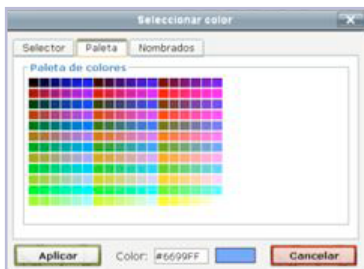 Seleccionar color
Selector Paleta Nombrados
Paleta de colores
Aplicar Color: #6699FF Cancelar